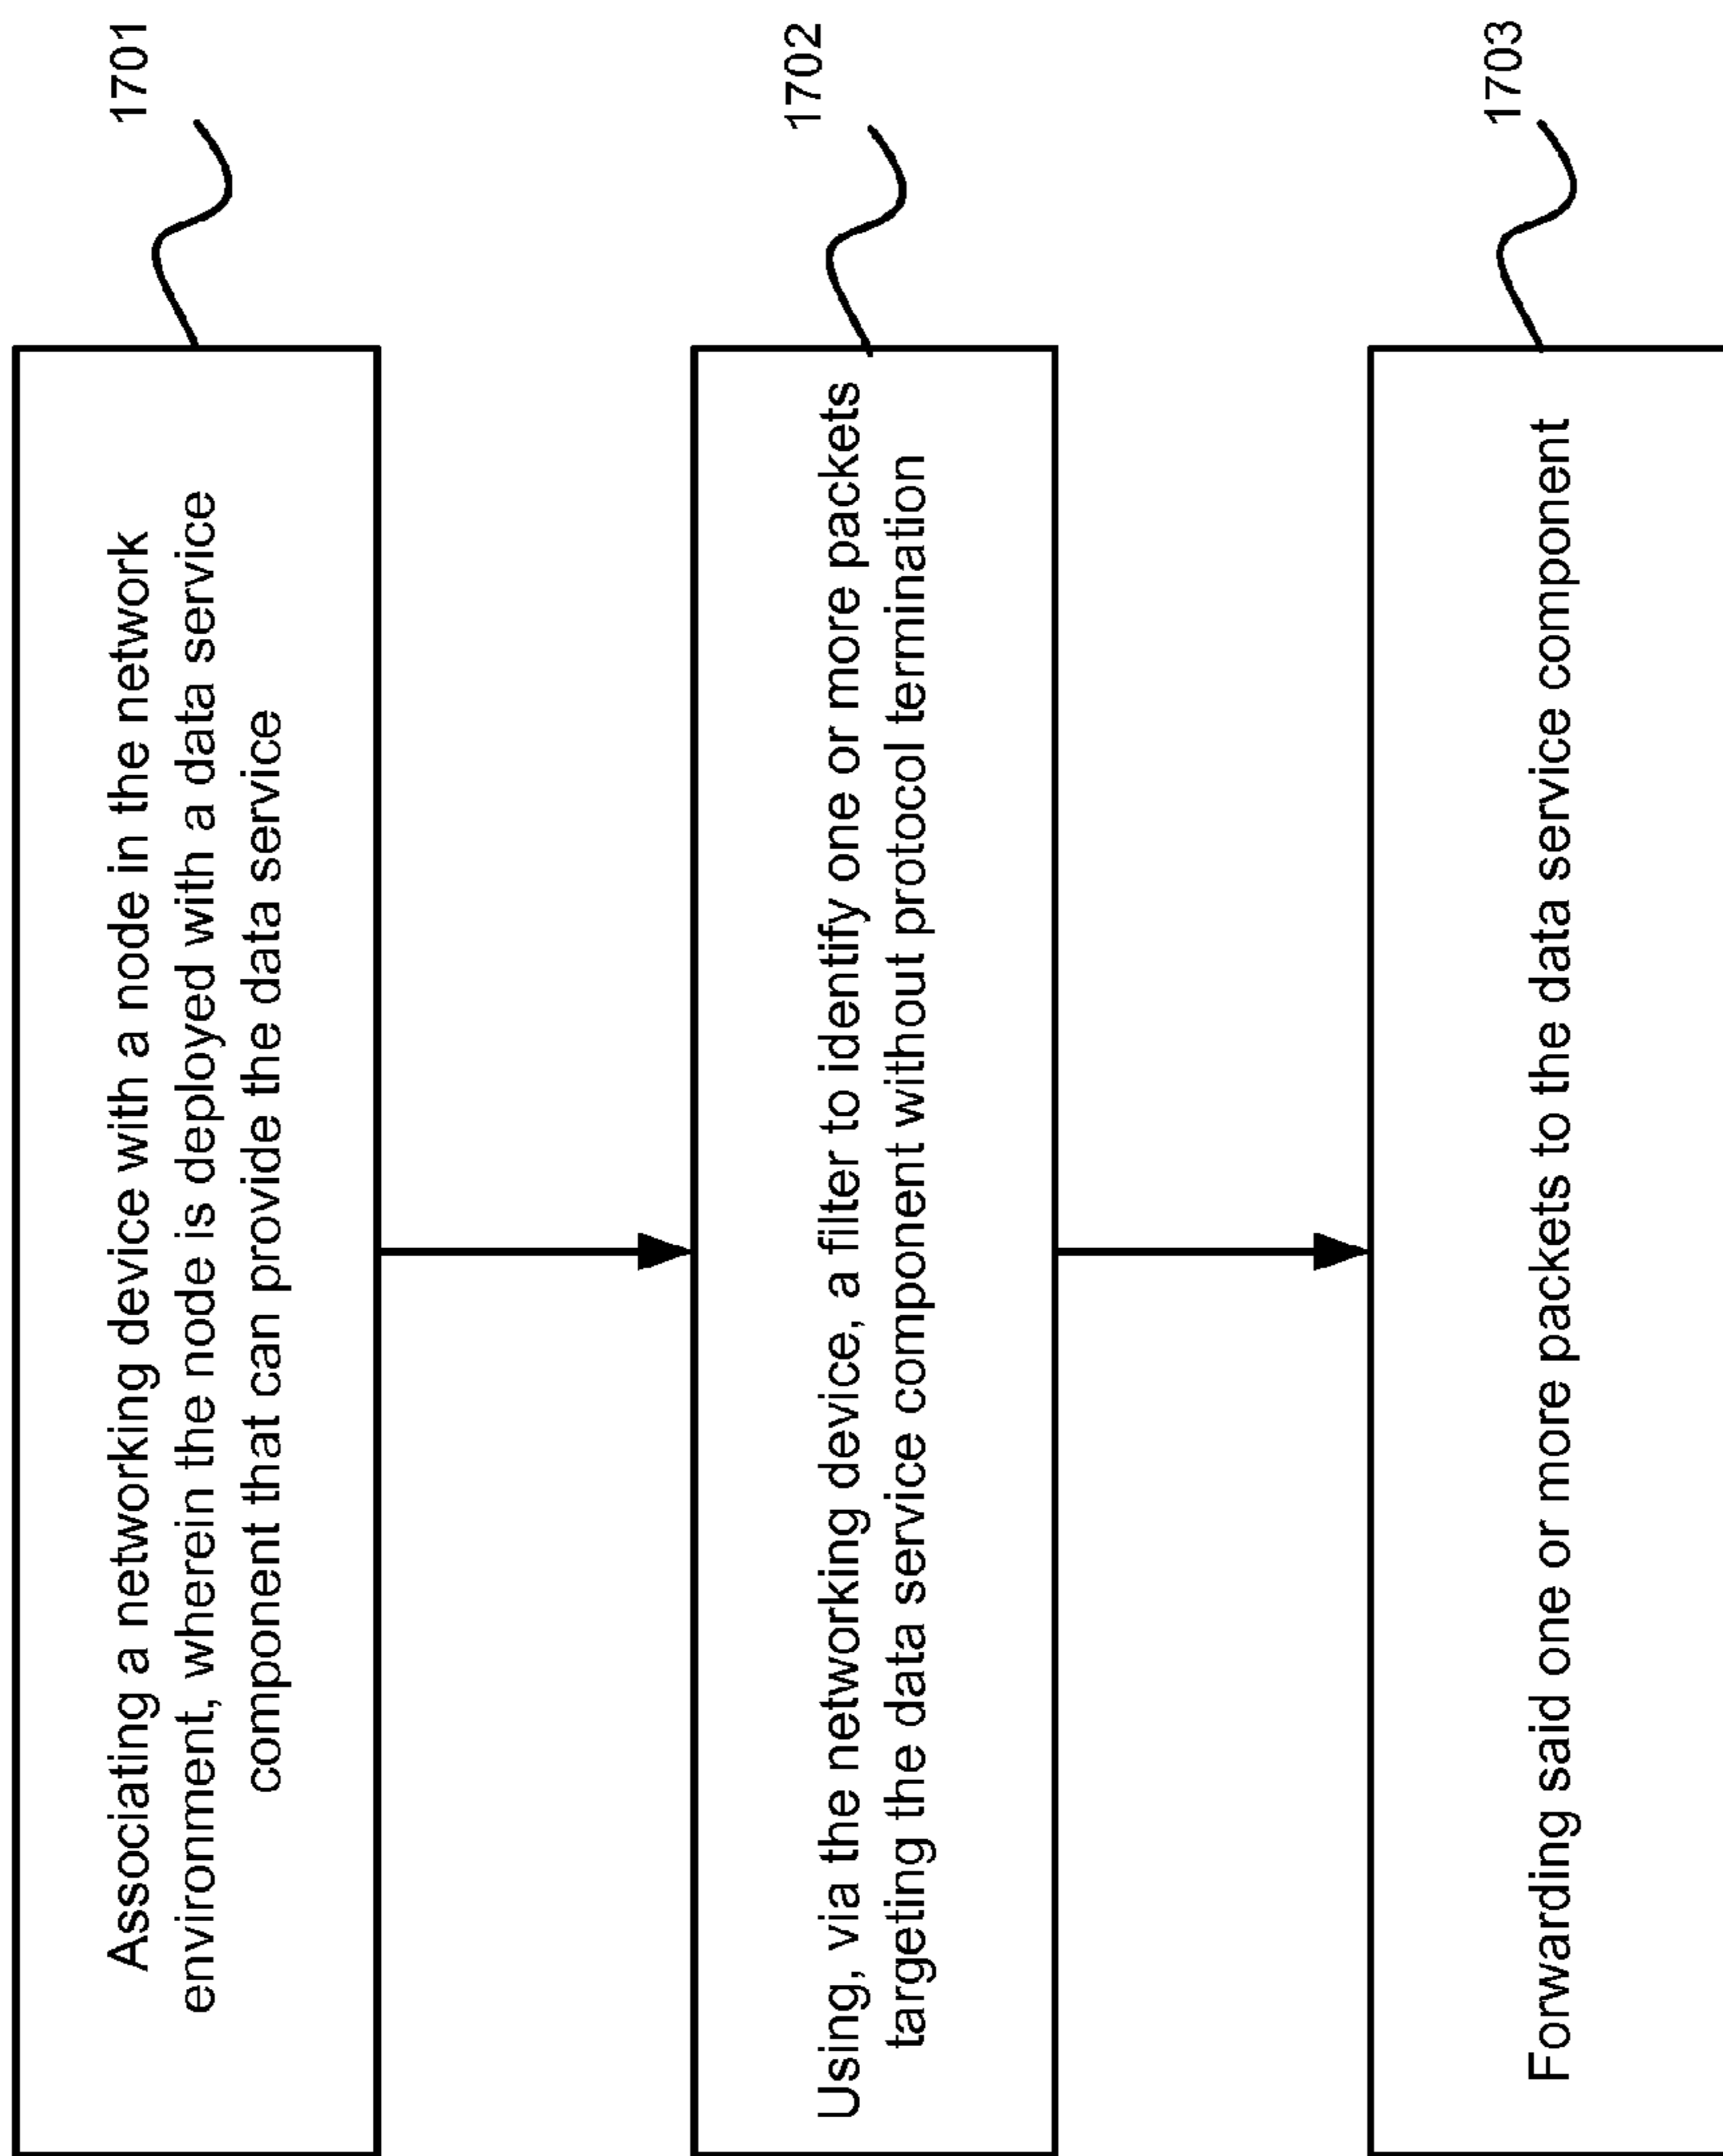 Associating a networking device with a node in the network
environment, wherein the node is deployed with a data service
component that can provide the data service
1701
Using, via the networking device, a filter to identify one or more packets
targeting the data service component without protocol termination
1702
Forwarding said one or more packets to the data service component
1703